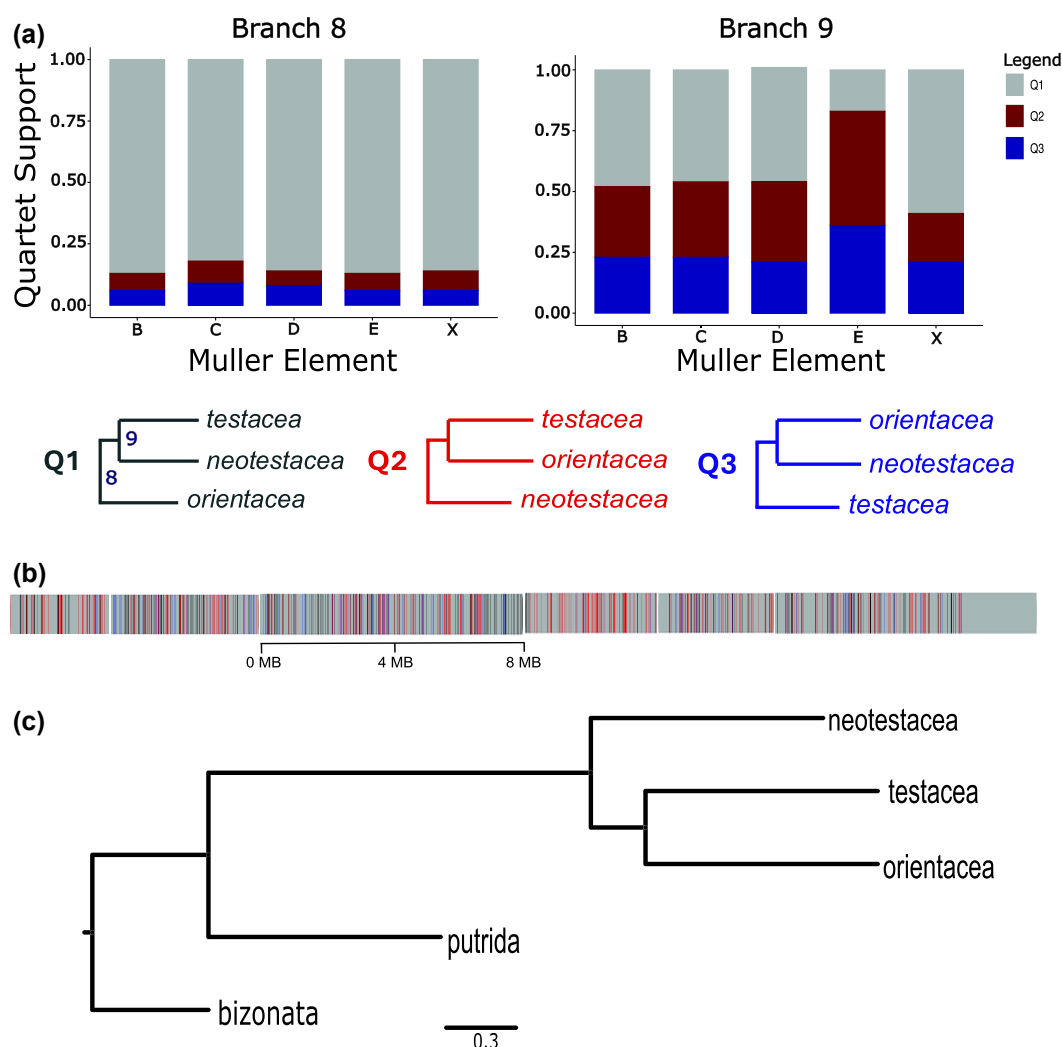 (a)
Branch 8
Branch 9
Legend
Q1
Q2
Q3
Quartet Support
1.00
0.75
0.50
0.25
0.00
B C D E X
Muller Element
1.00
0.75
0.50
0.25
0.00
B C D E X
Muller Element
Q1
testacea
9
neotestacea
8
orientacea
Q2
testacea
orientacea
neotestacea
Q3
orientacea
neotestacea
testacea
(b)
0 MB 4 MB 8 MB
(c)
neotestacea
testacea
orientacea
putrida
bizonata
0.3